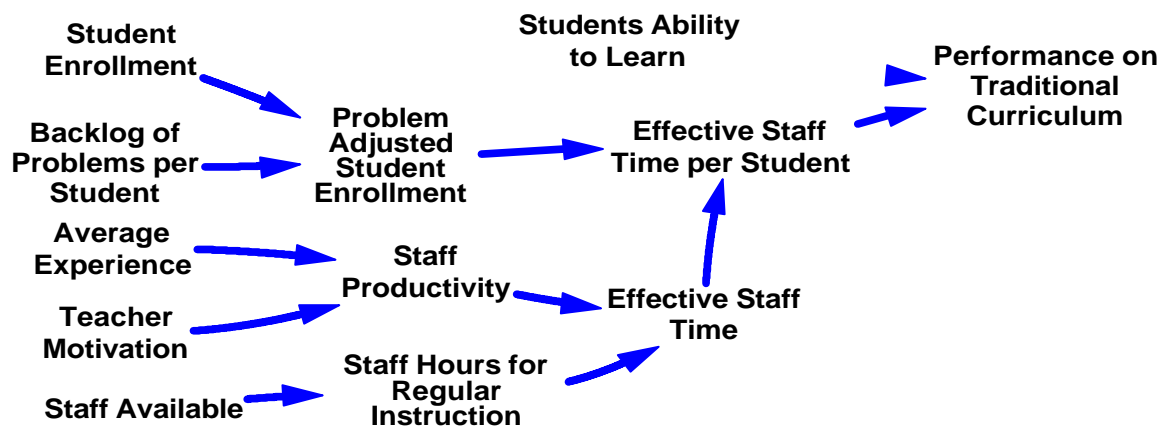 Student
Enrollment
Students Ability
to Learn
Performance on
Traditional
Curriculum
Backlog of
Problems per
Student
Problem
Adjusted
Student
Enrollment
Effective Staff
Time per Student
Average
Experience
Staff
Productivity
Teacher
Motivation
Effective Staff
Time
Staff Available
Staff Hours for
Regular
Instruction